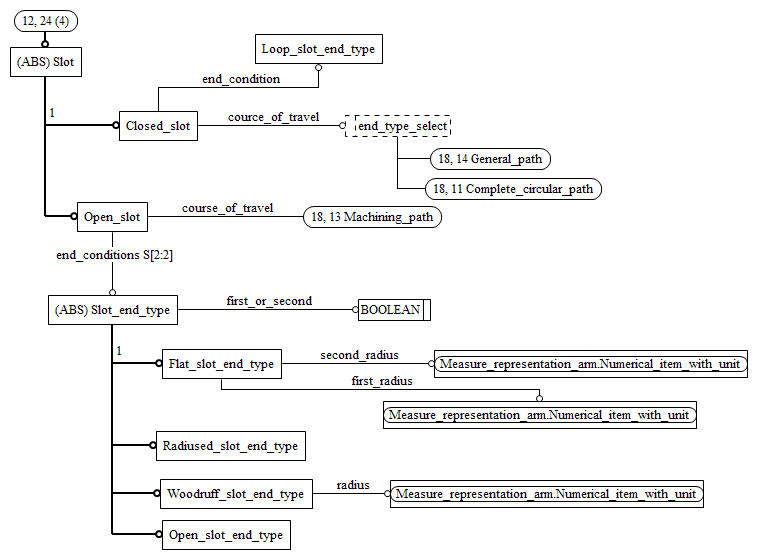 12, 24 (4)
(ABS) Slot
Loop_slot_end_type
end_condition
1
Closed_slot
cource_of_travel
end_type_select
18, 14 General_path
18, 11 Complete_circular_path
Open_slot
course_of_travel
18, 13 Machining_path
end_conditions S[2:2]
(ABS) Slot_end_type
first_or_second
BOOLEAN
1
Flat_slot_end_type
second_radius
Measure_representation_arm.Numerical_item_with_unit
first_radius
Measure_representation_arm.Numerical_item_with_unit
Radiused_slot_end_type
Woodruff_slot_end_type
radius
Measure_representation_arm.Numerical_item_with_unit
Open_slot_end_type